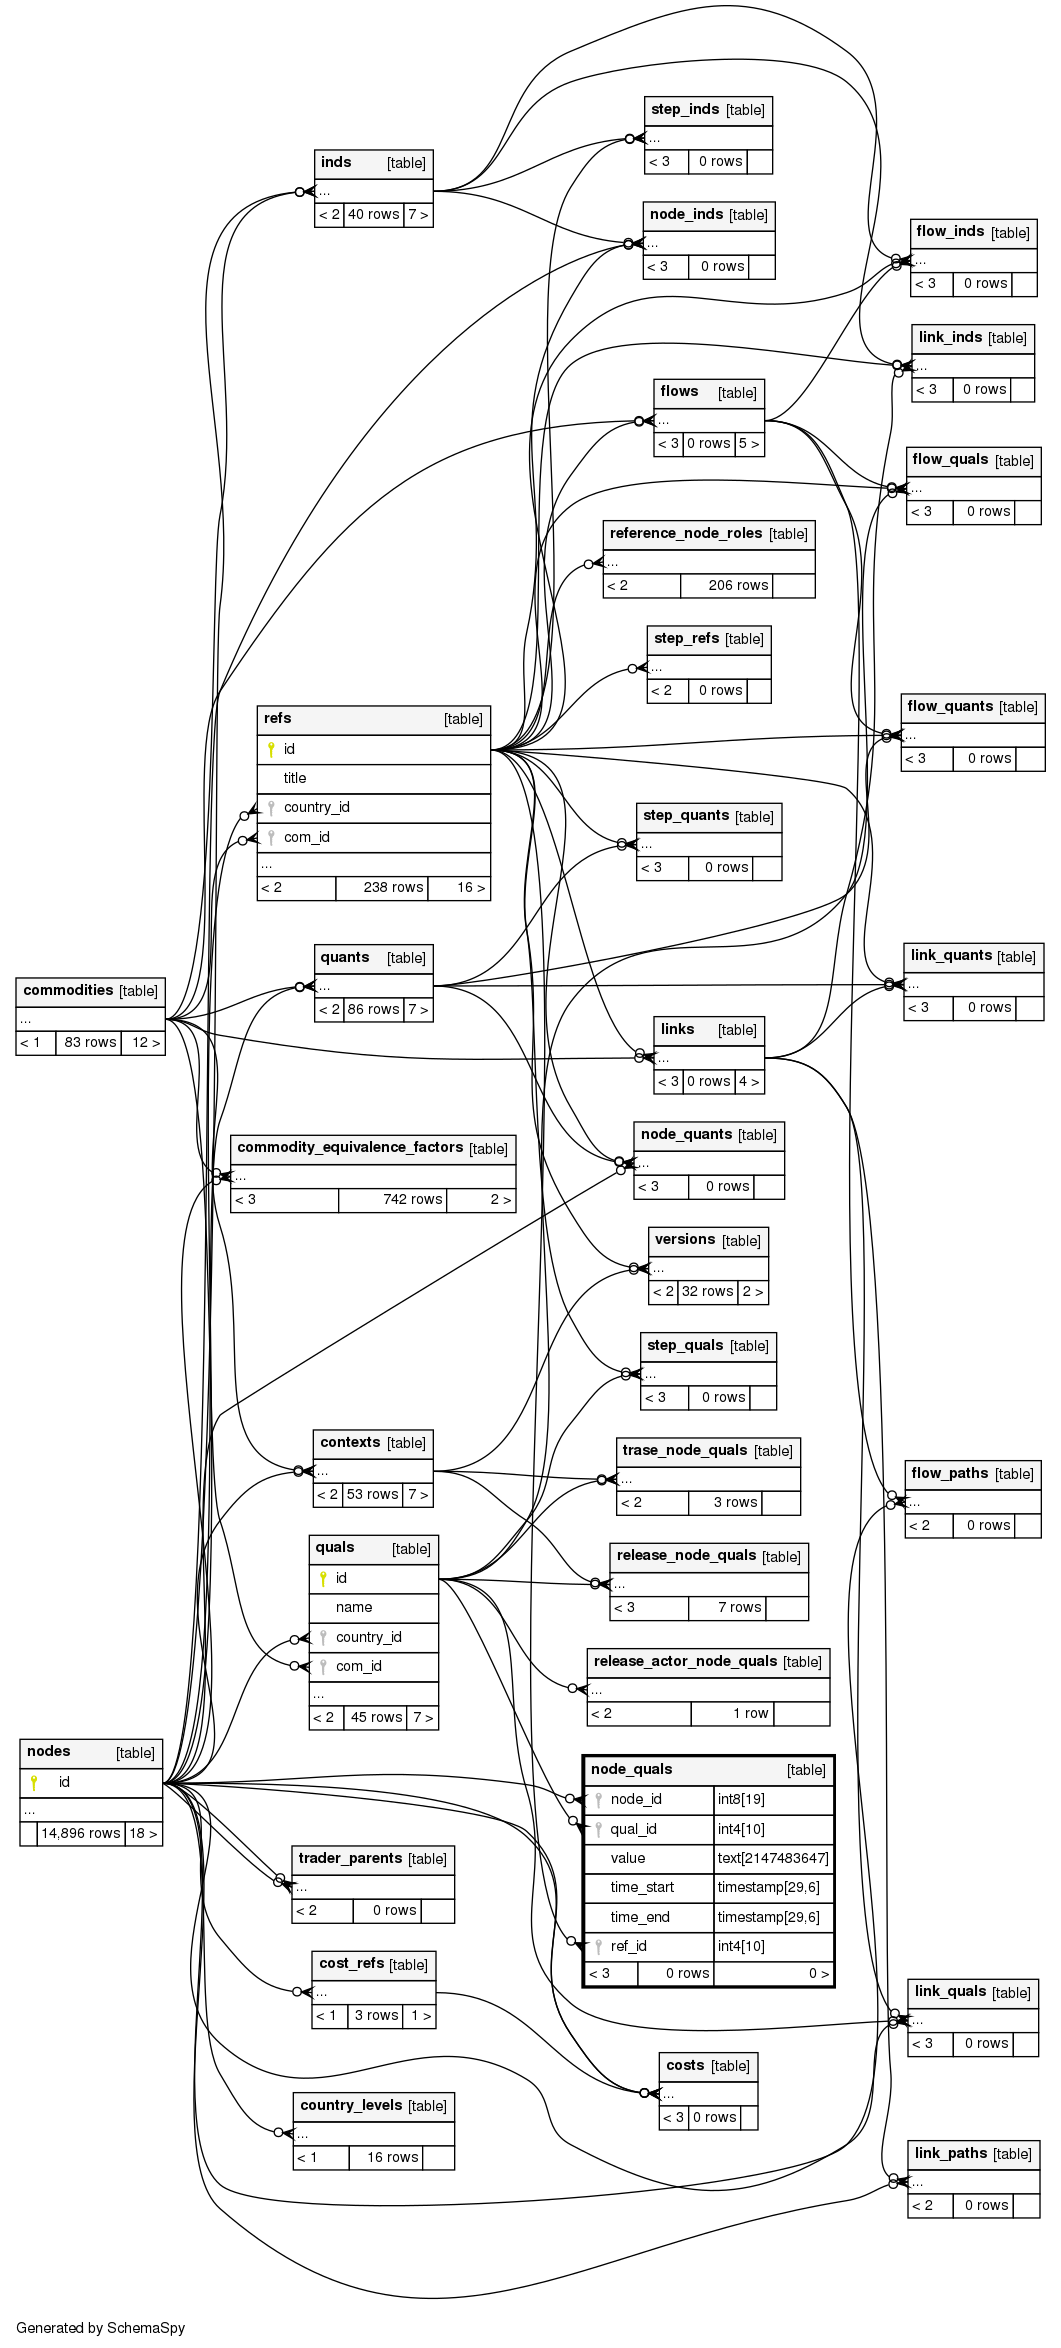 step_inds [table]
...
< 3 0 rows
inds [table]
...
< 2 40 rows 7 >
node_inds [table]
...
< 3 0 rows
flow_inds [table]
...
< 3 0 rows
link_inds [table]
...
< 3 0 rows
flows [table]
...
< 3 0 rows 5 >
flow_quals [table]
...
< 3 0 rows
reference_node_roles [table]
...
< 2 206 rows
step_refs [table]
...
< 2 0 rows
refs [table]
id
title
country_id
com_id
...
< 2 238 rows 16 >
flow_quants [table]
...
< 3 0 rows
step_quants [table]
...
< 3 0 rows
quants [table]
...
< 2 86 rows 7 >
link_quants [table]
...
< 3 0 rows
commodities [table]
...
< 1 83 rows 12 >
links [table]
...
< 3 0 rows 4 >
node_quants [table]
...
< 3 0 rows
commodity_equivalence_factors [table]
...
< 3 742 rows 2 >
versions [table]
...
< 2 32 rows 2 >
step_quals [table]
...
< 3 0 rows
contexts [table]
...
< 2 53 rows 7 >
trase_node_quals [table]
...
< 2 3 rows
flow_paths [table]
...
< 2 0 rows
quals [table]
id
name
country_id
com_id
...
< 2 45 rows 7 >
release_node_quals [table]
...
< 3 7 rows
release_actor_node_quals [table]
...
< 2 1 row
nodes [table]
id
...
14,896 rows 18 >
node_quals [table]
node_id int8[19]
qual_id int4[10]
value text[2147483647]
time_start timestamp[29,6]
time_end timestamp[29,6]
ref_id int4[10]
< 3 0 rows 0 >
trader_parents [table]
...
< 2 0 rows
cost_refs [table]
...
< 1 3 rows 1 >
link_quals [table]
...
< 3 0 rows
costs [table]
...
< 3 0 rows
country_levels [table]
...
< 1 16 rows
link_paths [table]
...
< 2 0 rows
Generated by SchemaSpy